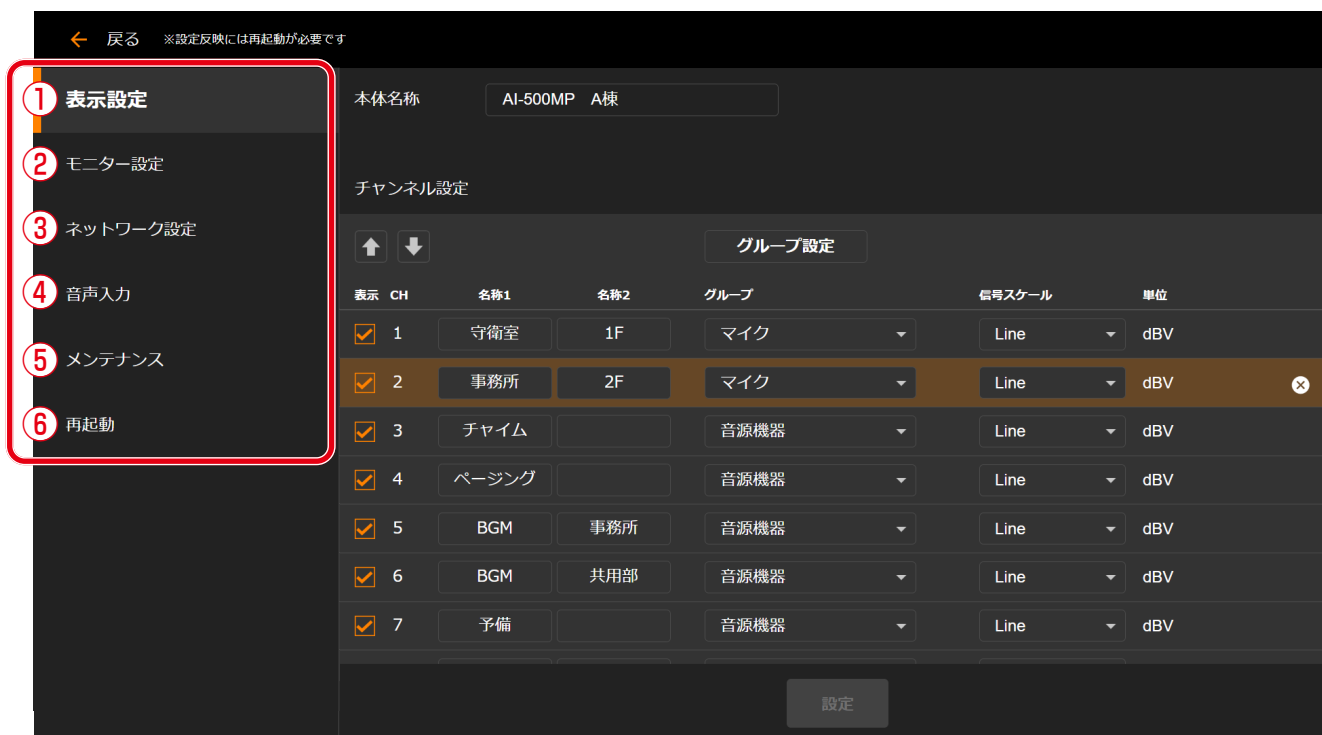 戻る ※設定反映には再起動が必要です
① 表示設定
② モニター設定
③ ネットワーク設定
④ 音声入力
⑤ メンテナンス
⑥ 再起動
本体名称 AI-500MP A棟
チャンネル設定
グループ設定
表示 CH 名称1 名称2 グループ 信号スケール 単位
1 守衛室 1F マイク Line dBV
2 事務所 2F マイク Line dBV
3 チャイム 音源機器 Line dBV
4 ページング 音源機器 Line dBV
5 BGM 事務所 音源機器 Line dBV
6 BGM 共用部 音源機器 Line dBV
7 予備 音源機器 Line dBV
設定